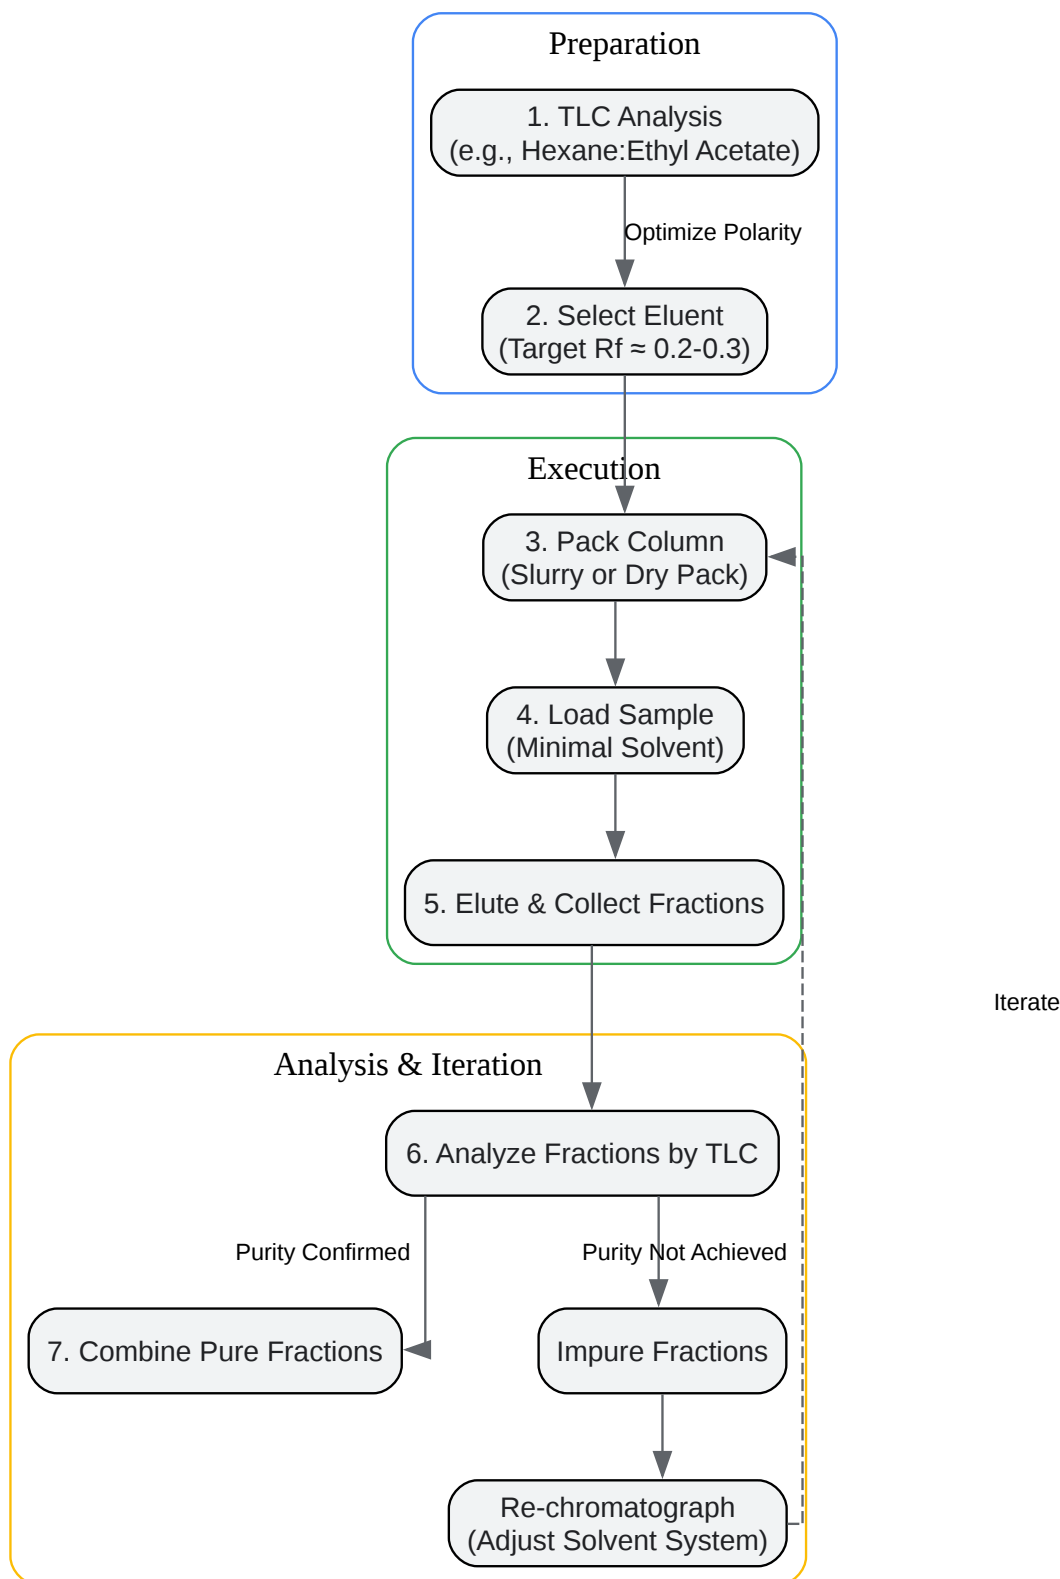 Preparation
1. TLC Analysis
(e.g., Hexane:Ethyl Acetate)
Optimize Polarity
2. Select Eluent
(Target Rf ≈ 0.2-0.3)
Execution
3. Pack Column
(Slurry or Dry Pack)
4. Load Sample
(Minimal Solvent)
5. Elute & Collect Fractions
Iterate
Analysis & Iteration
6. Analyze Fractions by TLC
Purity Confirmed
Purity Not Achieved
7. Combine Pure Fractions
Impure Fractions
Re-chromatograph
(Adjust Solvent System)